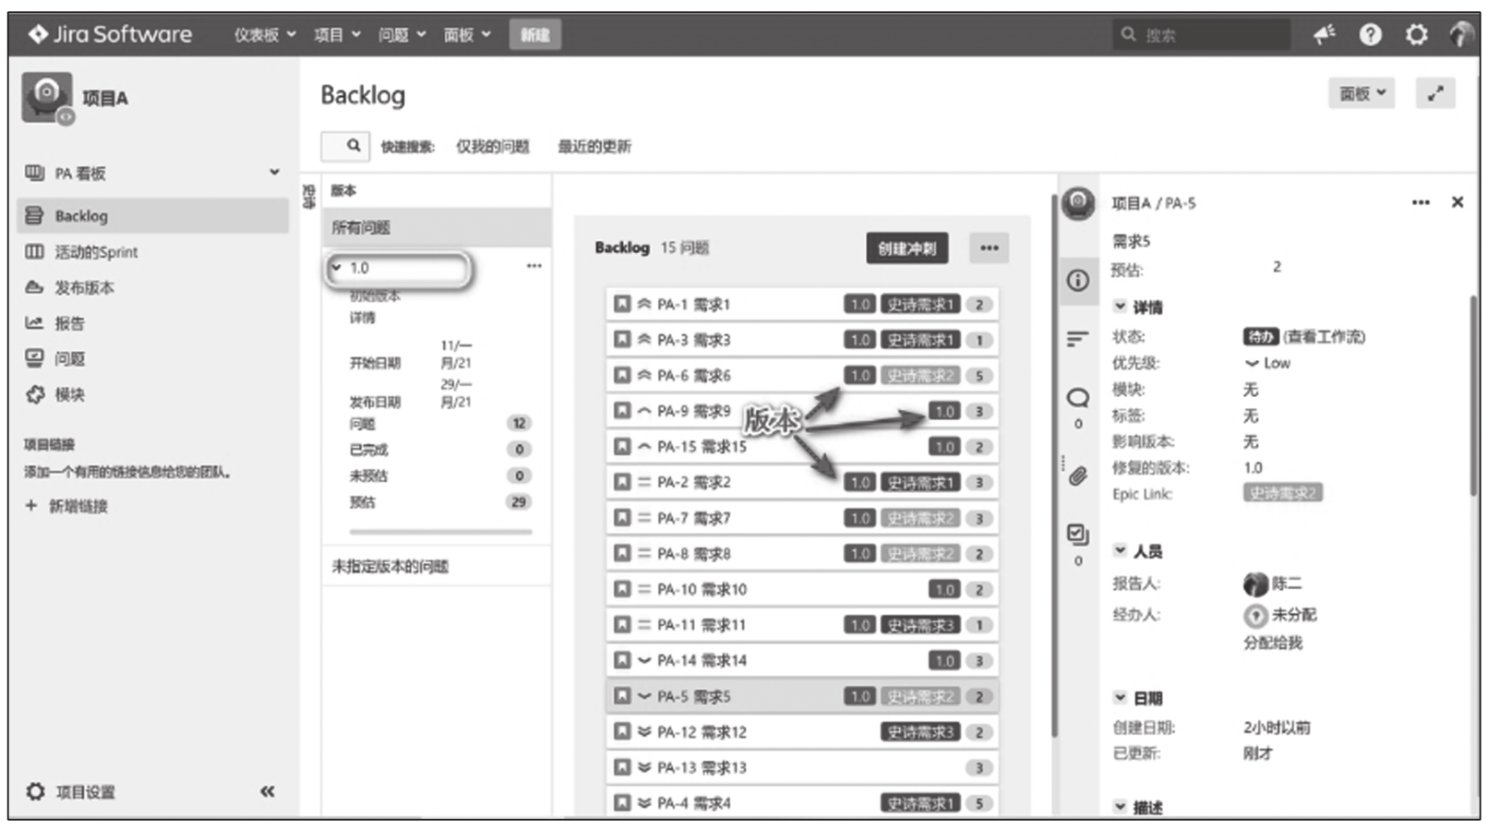 Jira Software 仪表板 项目 问题 面板 新建 搜索
项目A
PA 看板
Backlog
活动的Sprint
发布版本
报告
问题
模块
项目链接
添加一个有用的链接信息给您的团队。
+ 新增链接
项目设置
Backlog
面板
快速搜索: 仅我的问题 最近的更新
版本
所有问题
1.0
初始版本
详情
开始日期 11/一月/21
发布日期 29/一月/21
问题 12
已完成 0
未预估 0
预估 29
未指定版本的问题
Backlog 15 问题 创建冲刺
PA-1 需求1 1.0 史诗需求1 2
PA-3 需求3 1.0 史诗需求1 1
PA-6 需求6 1.0 史诗需求2 5
PA-9 需求9 1.0 3
版本
PA-15 需求15 1.0 2
PA-2 需求2 1.0 史诗需求1 3
PA-7 需求7 1.0 史诗需求2 3
PA-8 需求8 1.0 史诗需求2 2
PA-10 需求10 1.0 2
PA-11 需求11 1.0 史诗需求3 1
PA-14 需求14 1.0 3
PA-5 需求5 1.0 史诗需求2 2
PA-12 需求12 史诗需求3 2
PA-13 需求13 3
PA-4 需求4 史诗需求1 5
0
0
项目A / PA-5
需求5
预估: 2
详情
状态: 待办 (查看工作流)
优先级: Low
模块: 无
标签: 无
影响版本: 无
修复的版本: 1.0
Epic Link: 史诗需求2
人员
报告人: 陈二
经办人: 未分配
分配给我
日期
创建日期: 2小时以前
已更新: 刚才
描述